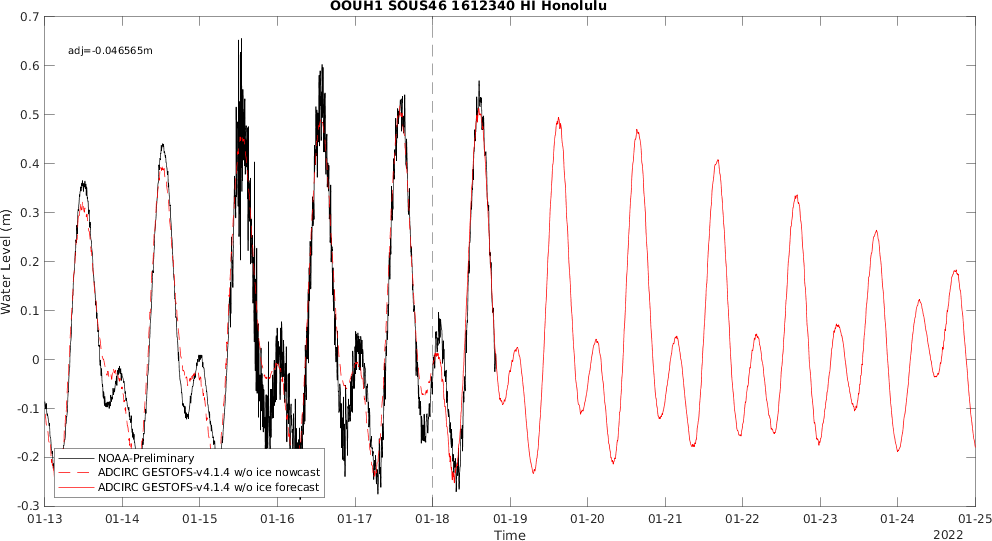 OOUH1 SOUS46 1612340 HI Honolulu
adj=-0.046565m
Water Level (m)
0.7
0.6
0.5
0.4
0.3
0.2
0.1
0
-0.1
-0.2
-0.3
NOAA-Preliminary
ADCIRC GESTOFS-v4.1.4 w/o ice nowcast
ADCIRC GESTOFS-v4.1.4 w/o ice forecast
01-13 01-14 01-15 01-16 01-17 01-18 01-19 01-20 01-21 01-22 01-23 01-24 01-25
Time
2022